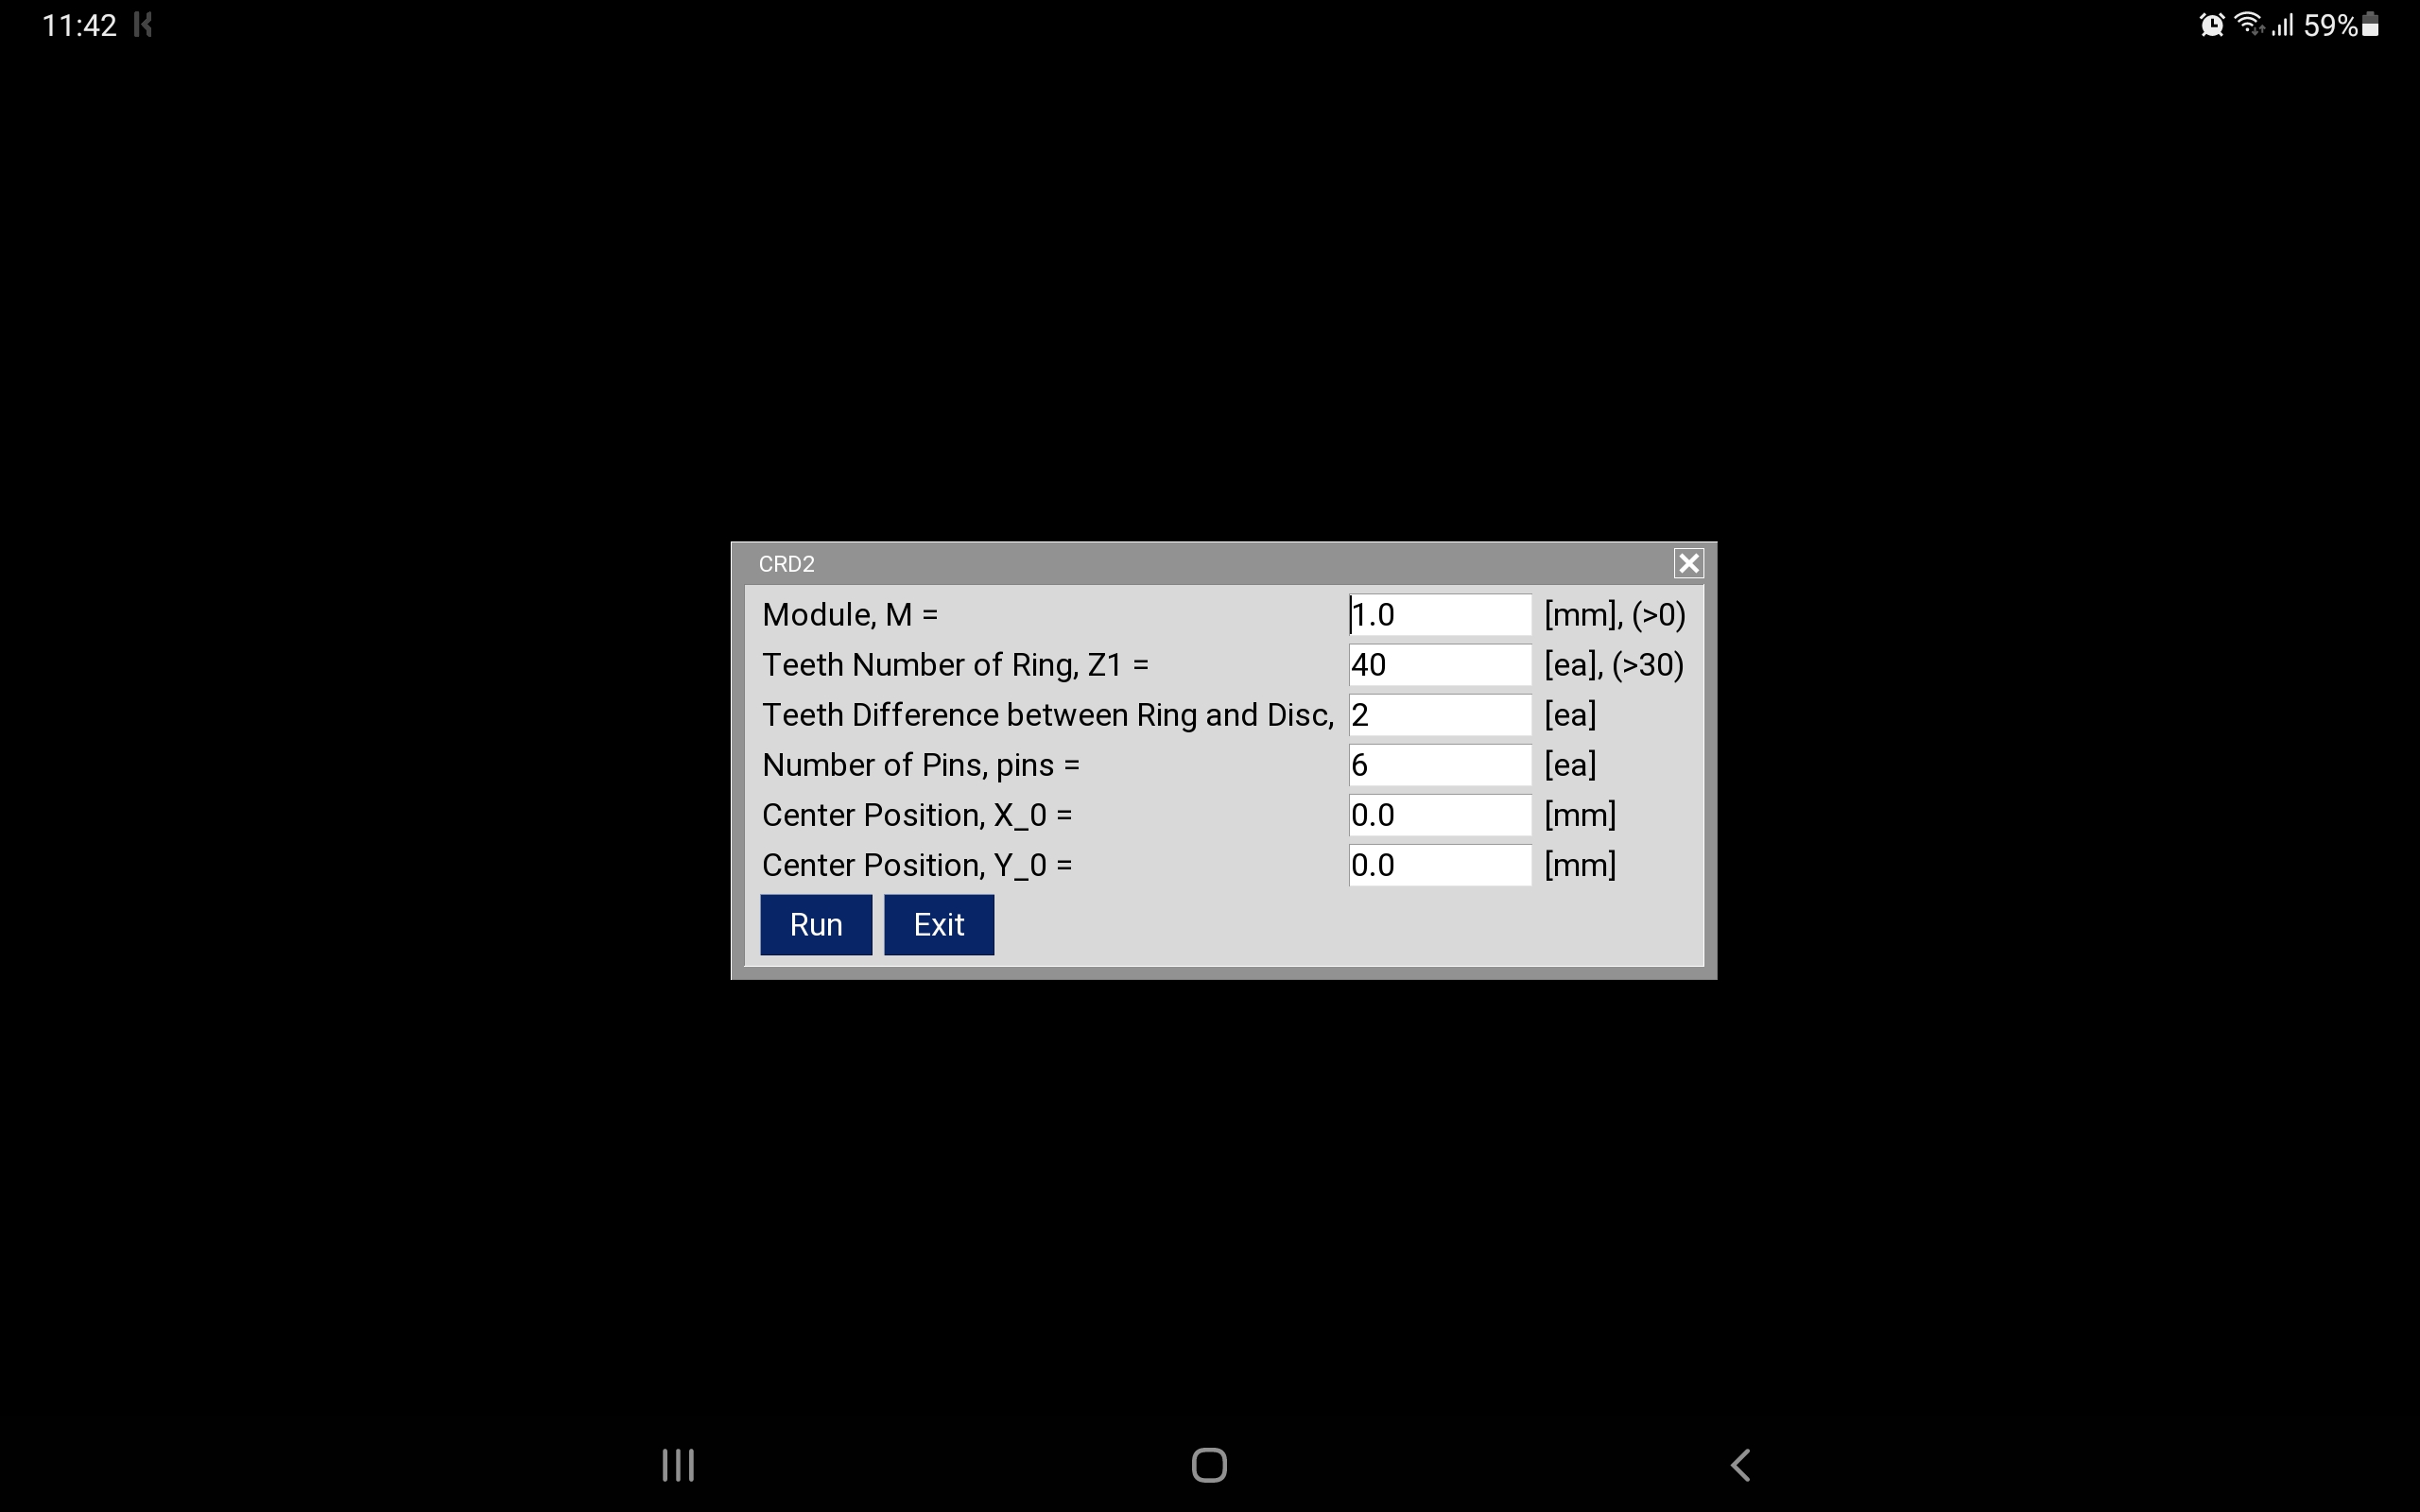 11:42
59%
CRD2
Module, M = 1.0 [mm], (>0)
Teeth Number of Ring, Z1 = 40 [ea], (>30)
Teeth Difference between Ring and Disc, 2 [ea]
Number of Pins, pins = 6 [ea]
Center Position, X_0 = 0.0 [mm]
Center Position, Y_0 = 0.0 [mm]
Run Exit